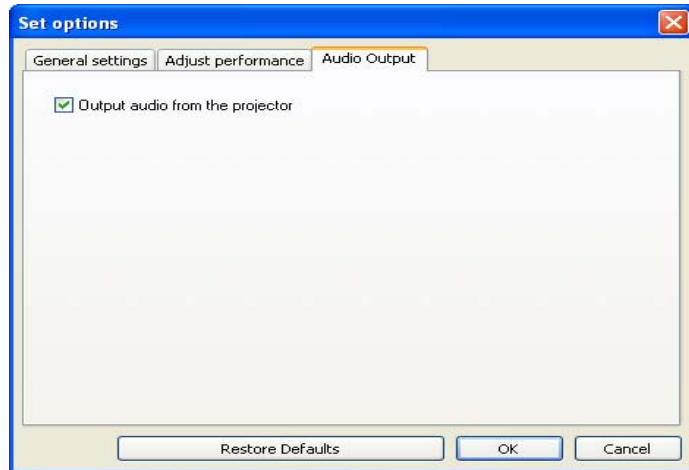 Set options
General settings Adjust performance Audio Output
Output audio from the projector
Restore Defaults OK Cancel